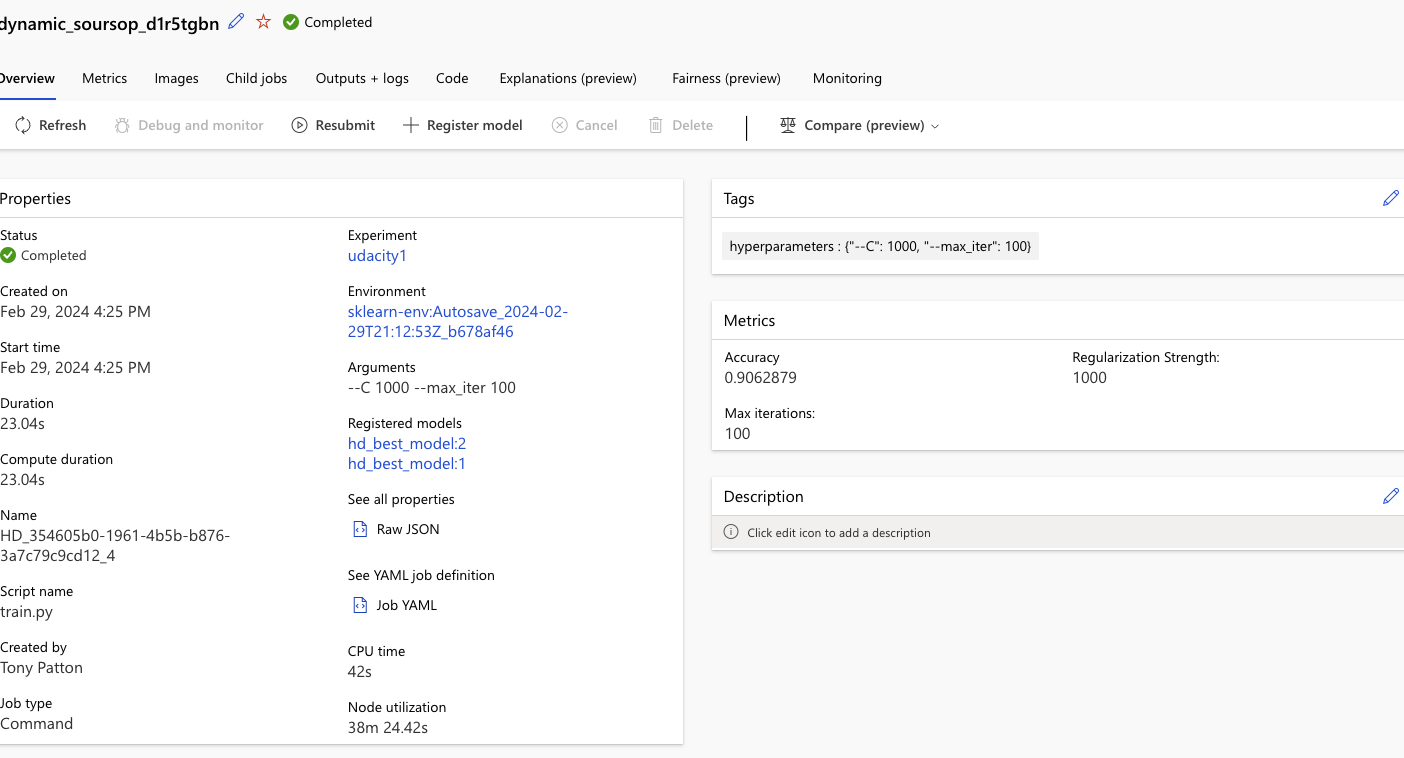 dynamic_soursop_d1r5tgbn Completed
Overview Metrics Images Child jobs Outputs + logs Code Explanations (preview) Fairness (preview) Monitoring
Refresh Debug and monitor Resubmit Register model Cancel Delete Compare (preview)
Properties
Status
Completed
Created on
Feb 29, 2024 4:25 PM
Start time
Feb 29, 2024 4:25 PM
Duration
23.04s
Compute duration
23.04s
Name
HD_354605b0-1961-4b5b-b876-
3a7c79c9cd12_4
Script name
train.py
Created by
Tony Patton
Job type
Command
Experiment
udacity1
Environment
sklearn-env:Autosave_2024-02-
29T21:12:53Z_b678af46
Arguments
--C 1000 --max_iter 100
Registered models
hd_best_model:2
hd_best_model:1
See all properties
Raw JSON
See YAML job definition
Job YAML
CPU time
42s
Node utilization
38m 24.42s
Tags
hyperparameters : {"--C": 1000, "--max_iter": 100}
Metrics
Accuracy
0.9062879
Regularization Strength:
1000
Max iterations:
100
Description
Click edit icon to add a description